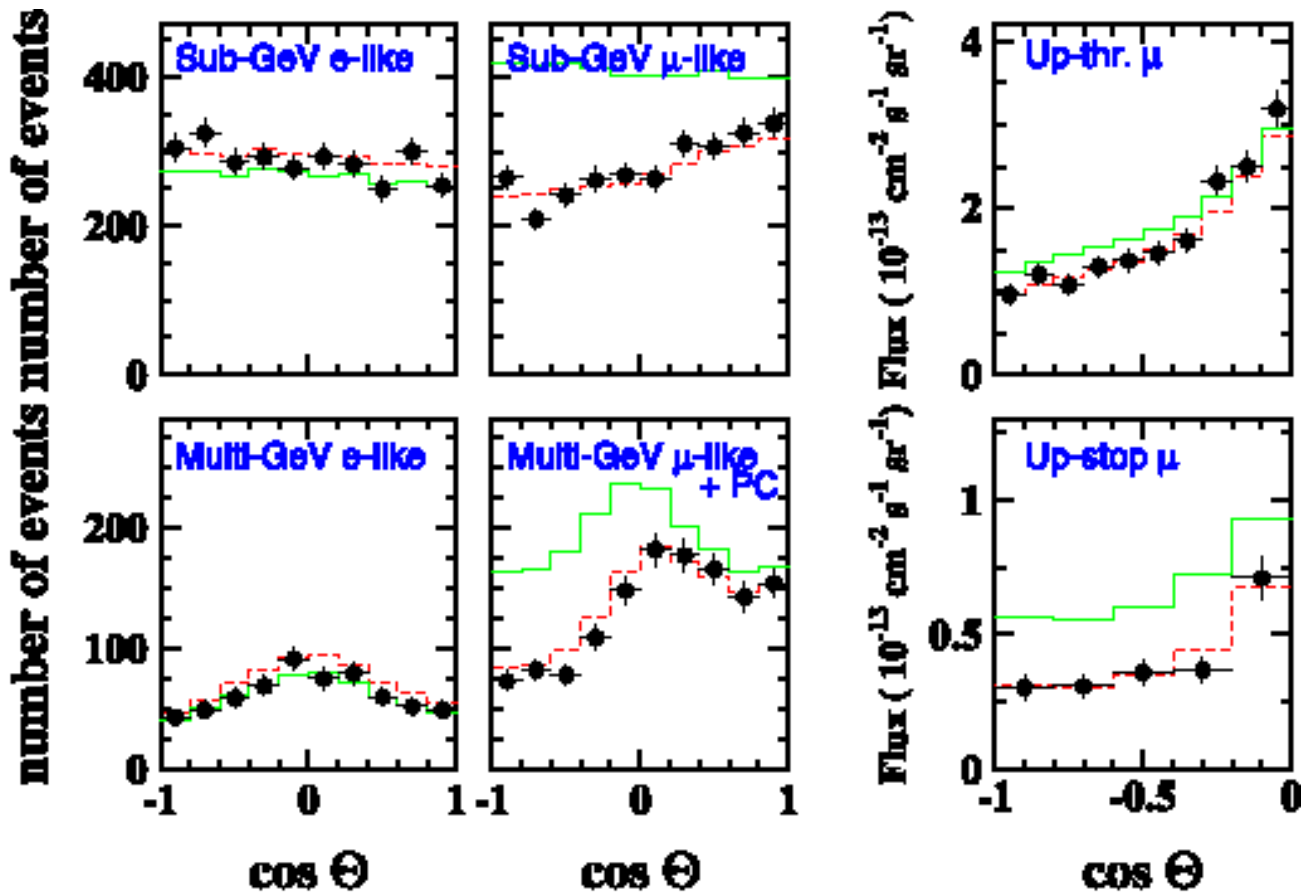 number of events
400
200
0
Sub-GeV e-like
Sub-GeV μ-like
Flux ( 10⁻¹³ cm⁻² s⁻¹ sr⁻¹)
4
2
0
Up-thr. μ
number of events
200
100
0
Multi-GeV e-like
Multi-GeV μ-like
+ PC
Flux ( 10⁻¹³ cm⁻² s⁻¹ sr⁻¹)
1
0.5
0
Up-stop μ
-1 0 1
-1 0 1
-1 -0.5 0
cos Θ
cos Θ
cos Θ